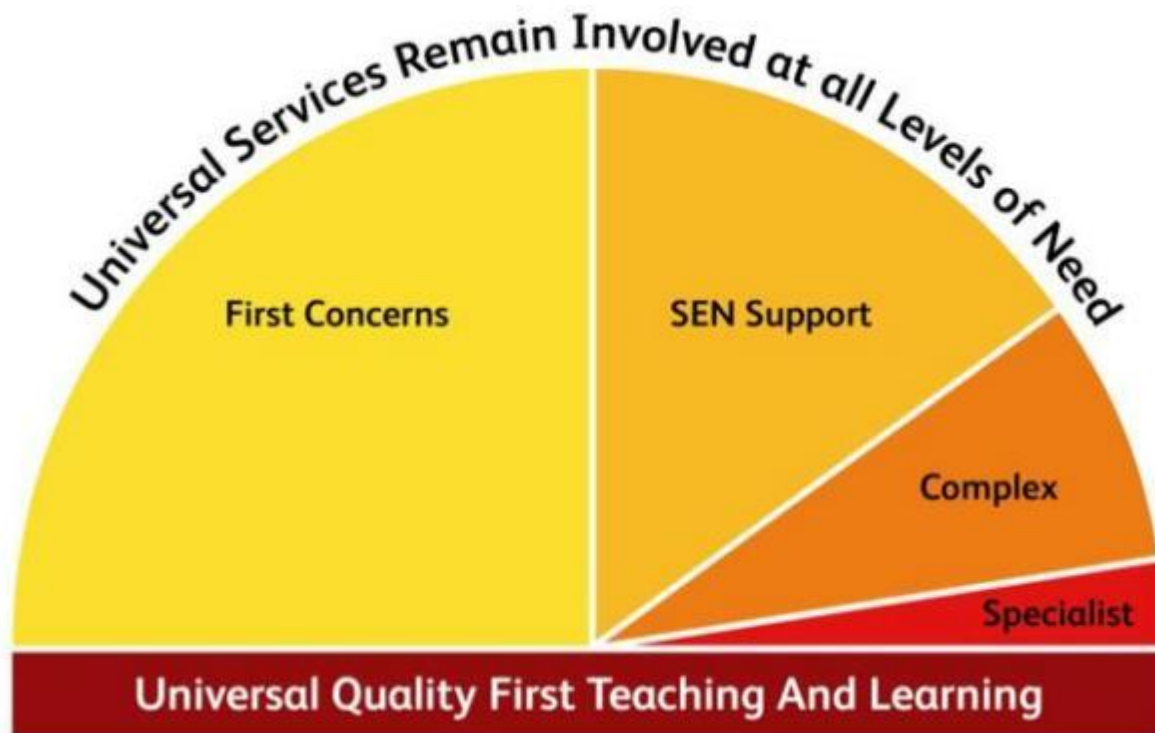 Universal Services Remain Involved at all Levels of Need
First Concerns
SEN Support
Complex
Specialist
Universal Quality First Teaching And Learning